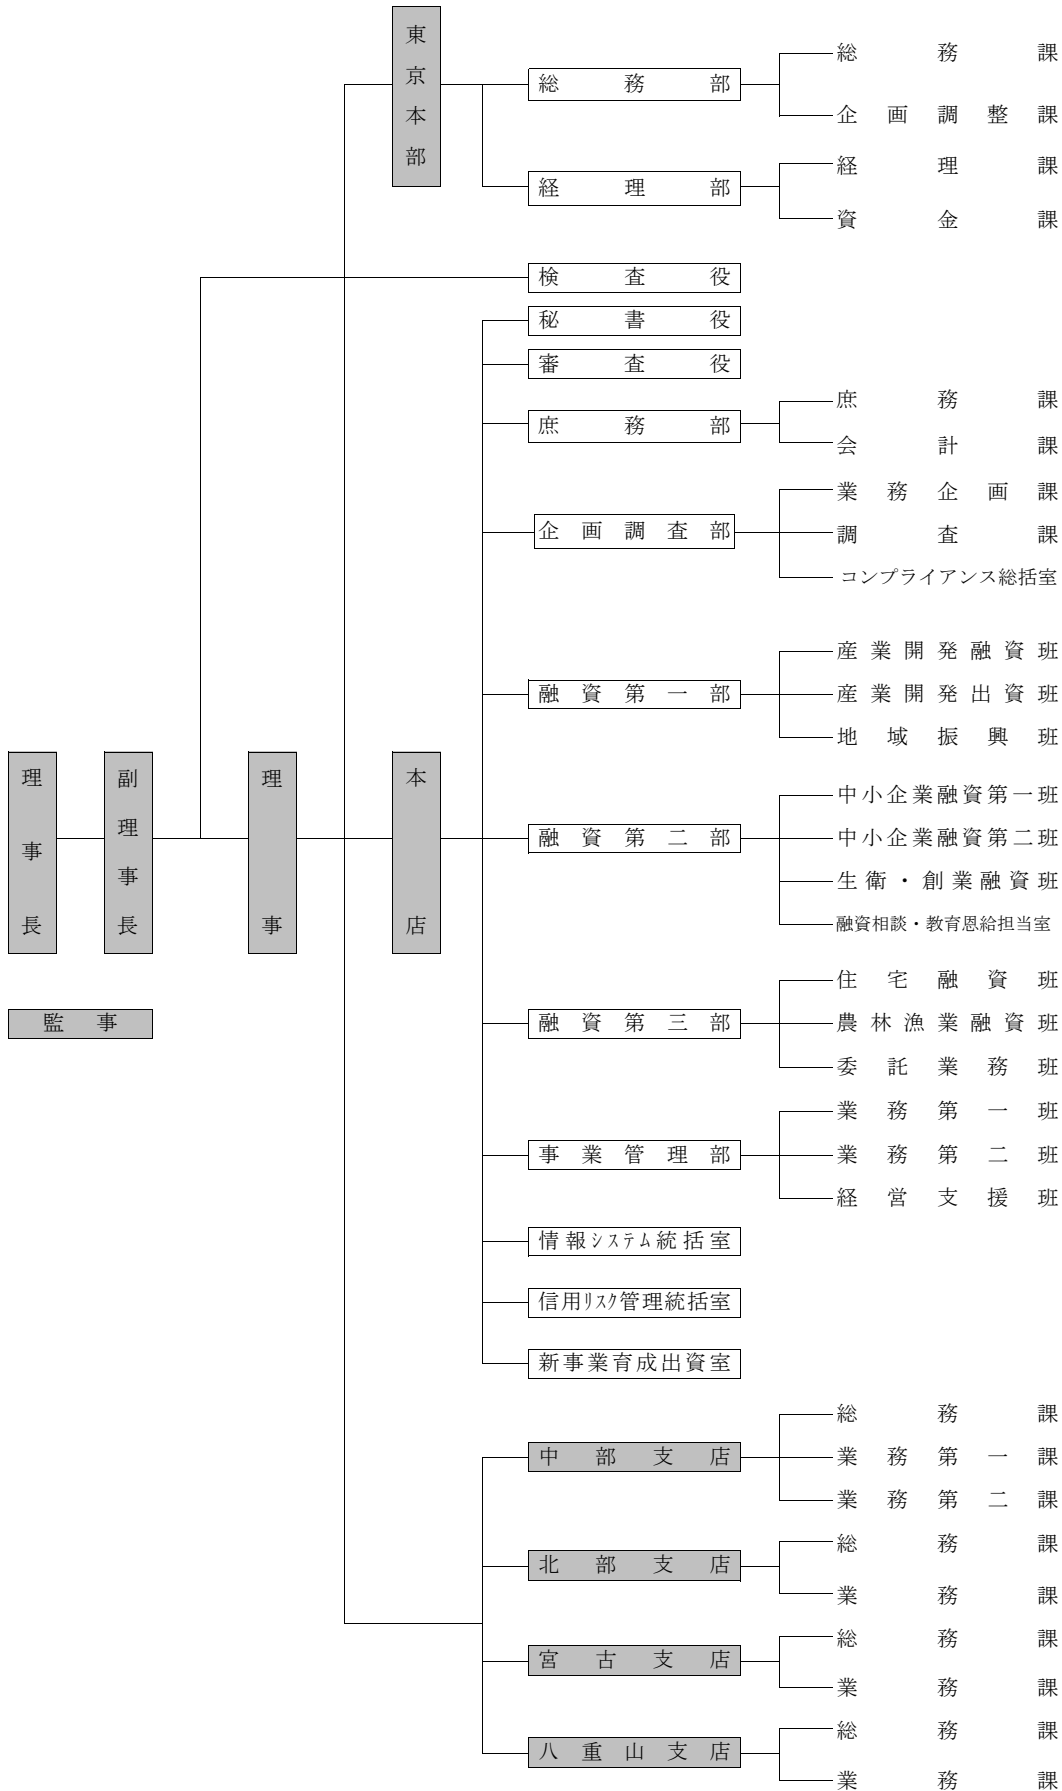 東京本部
総務部
総務課
企画調整課
経理部
経理課
資金課
検査役
秘書役
審査役
庶務部
庶務課
会計課
企画調査部
業務企画課
調査課
コンプライアンス総括室
融資第一部
産業開発融資班
産業開発出資班
地域振興班
理事長
副理事長
理事
本店
融資第二部
中小企業融資第一班
中小企業融資第二班
生衛・創業融資班
融資相談・教育恩給担当室
監事
融資第三部
住宅融資班
農林漁業融資班
委託業務班
事業管理部
業務第一班
業務第二班
経営支援班
情報システム統括室
信用リスク管理統括室
新事業育成出資室
中部支店
総務課
業務第一課
業務第二課
北部支店
総務課
業務課
宮古支店
総務課
業務課
八重山支店
総務課
業務課